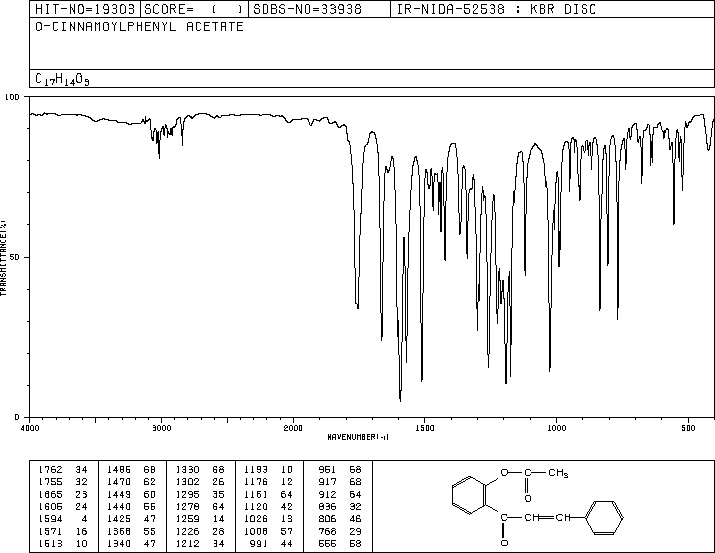 HIT-NO=19303 SCORE= ( ) SDBS-NO=33938 IR-NIDA-52538 : KBR DISC
O-CINNAMOYLPHENYL ACETATE
C17H14O3
100
50
0
TRANSMITTANCE(%)
4000 3000 2000 1500 1000 500
WAVENUMBER(-1)
1762 34 1486 68 1330 68 1193 10 951 68
1755 32 1470 62 1302 26 1176 12 917 68
1665 23 1449 60 1295 35 1161 64 912 64
1605 24 1440 55 1278 64 1120 42 836 32
1594 4 1425 47 1259 14 1026 13 806 46
1571 16 1368 55 1226 28 1008 57 768 29
1513 10 1340 47 1212 34 991 44 555 58
O C CH3
O
C CH CH
O